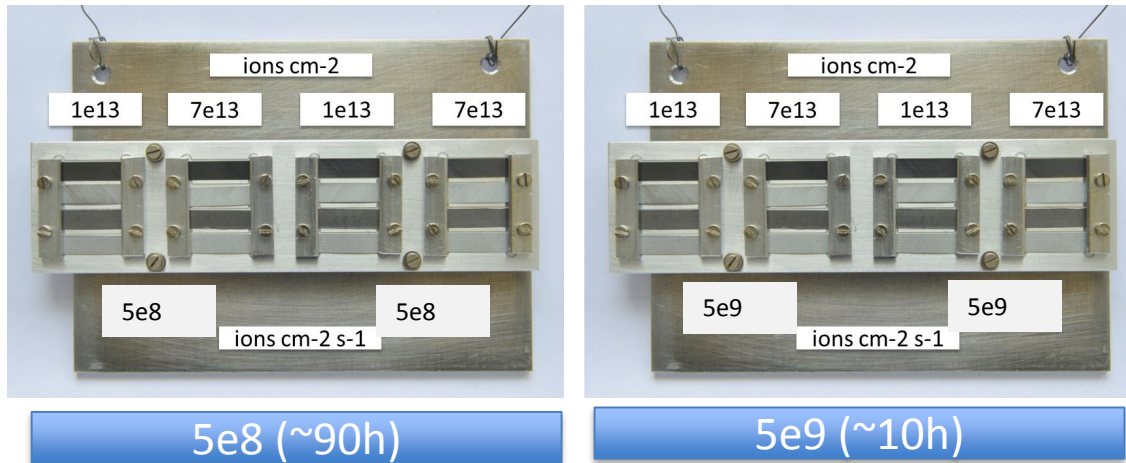 ions cm-2
1e13 7e13 1e13 7e13
5e8 5e8
ions cm-2 s-1
5e8 (~90h)
ions cm-2
1e13 7e13 1e13 7e13
5e9 5e9
ions cm-2 s-1
5e9 (~10h)